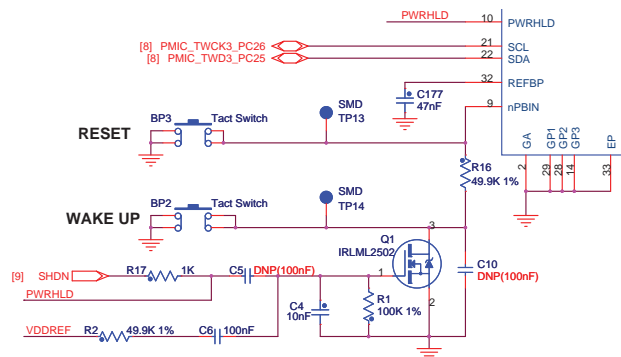 PWRHLD
10
PWRHLD
[8] PMIC_TWCK3_PC26
21
SCL
[8] PMIC_TWD3_PC25
22
SDA
32
REFBP
C177
47nF
9
nPBIN
SMD
TP13
BP3
Tact Switch
RESET
GA
GP1
GP2
GP3
EP
2
29
28
14
33
R16
49.9K 1%
SMD
TP14
BP2
Tact Switch
WAKE UP
3
Q1
IRLML2502
C10
DNP(100nF)
[9] SHDN
R17
1K
C5
DNP(100nF)
1
PWRHLD
C4
10nF
R1
100K 1%
2
VDDREF
R2
49.9K 1%
C6
100nF